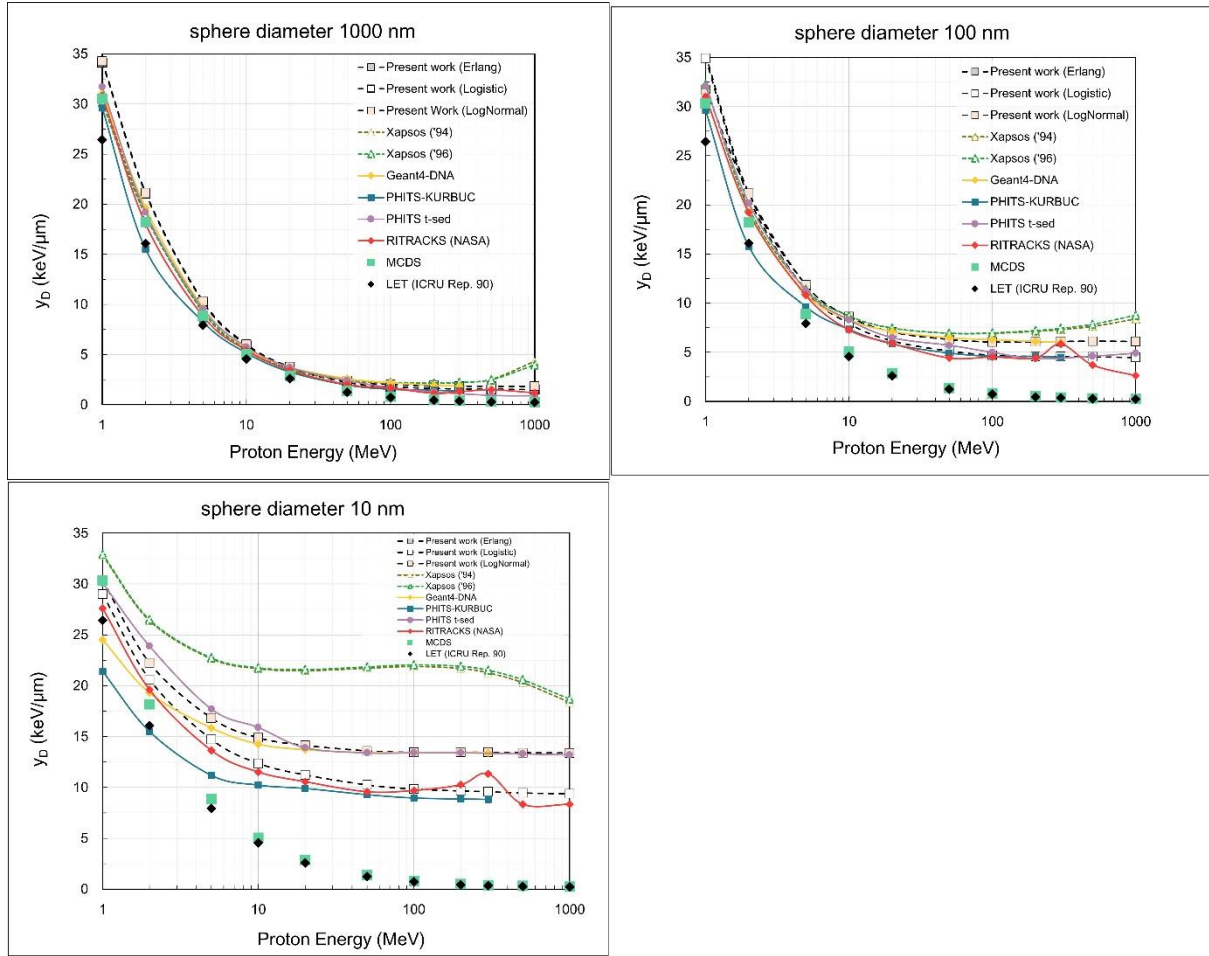 sphere diameter 1000 nm
35
30
25
20
15
10
5
0
y_D (keV/μm)
Present work (Erlang)
Present work (Logistic)
Present Work (LogNormal)
Xapsos ('94)
Xapsos ('96)
Geant4-DNA
PHITS-KURBUC
PHITS t-sed
RITRACKS (NASA)
MCDS
LET (ICRU Rep. 90)
1 10 100 1000
Proton Energy (MeV)
sphere diameter 100 nm
35
30
25
20
15
10
5
0
y_D (keV/μm)
Present work (Erlang)
Present work (Logistic)
Present work (LogNormal)
Xapsos ('94)
Xapsos ('96)
Geant4-DNA
PHITS-KURBUC
PHITS t-sed
RITRACKS (NASA)
MCDS
LET (ICRU Rep. 90)
1 10 100 1000
Proton Energy (MeV)
sphere diameter 10 nm
35
30
25
20
15
10
5
0
y_D (keV/μm)
Present work (Erlang)
Present work (Logistic)
Present work (LogNormal)
Xapsos ('94)
Xapsos ('96)
Geant4-DNA
PHITS-KURBUC
PHITS t-sed
RITRACKS (NASA)
MCDS
LET (ICRU Rep. 90)
1 10 100 1000
Proton Energy (MeV)